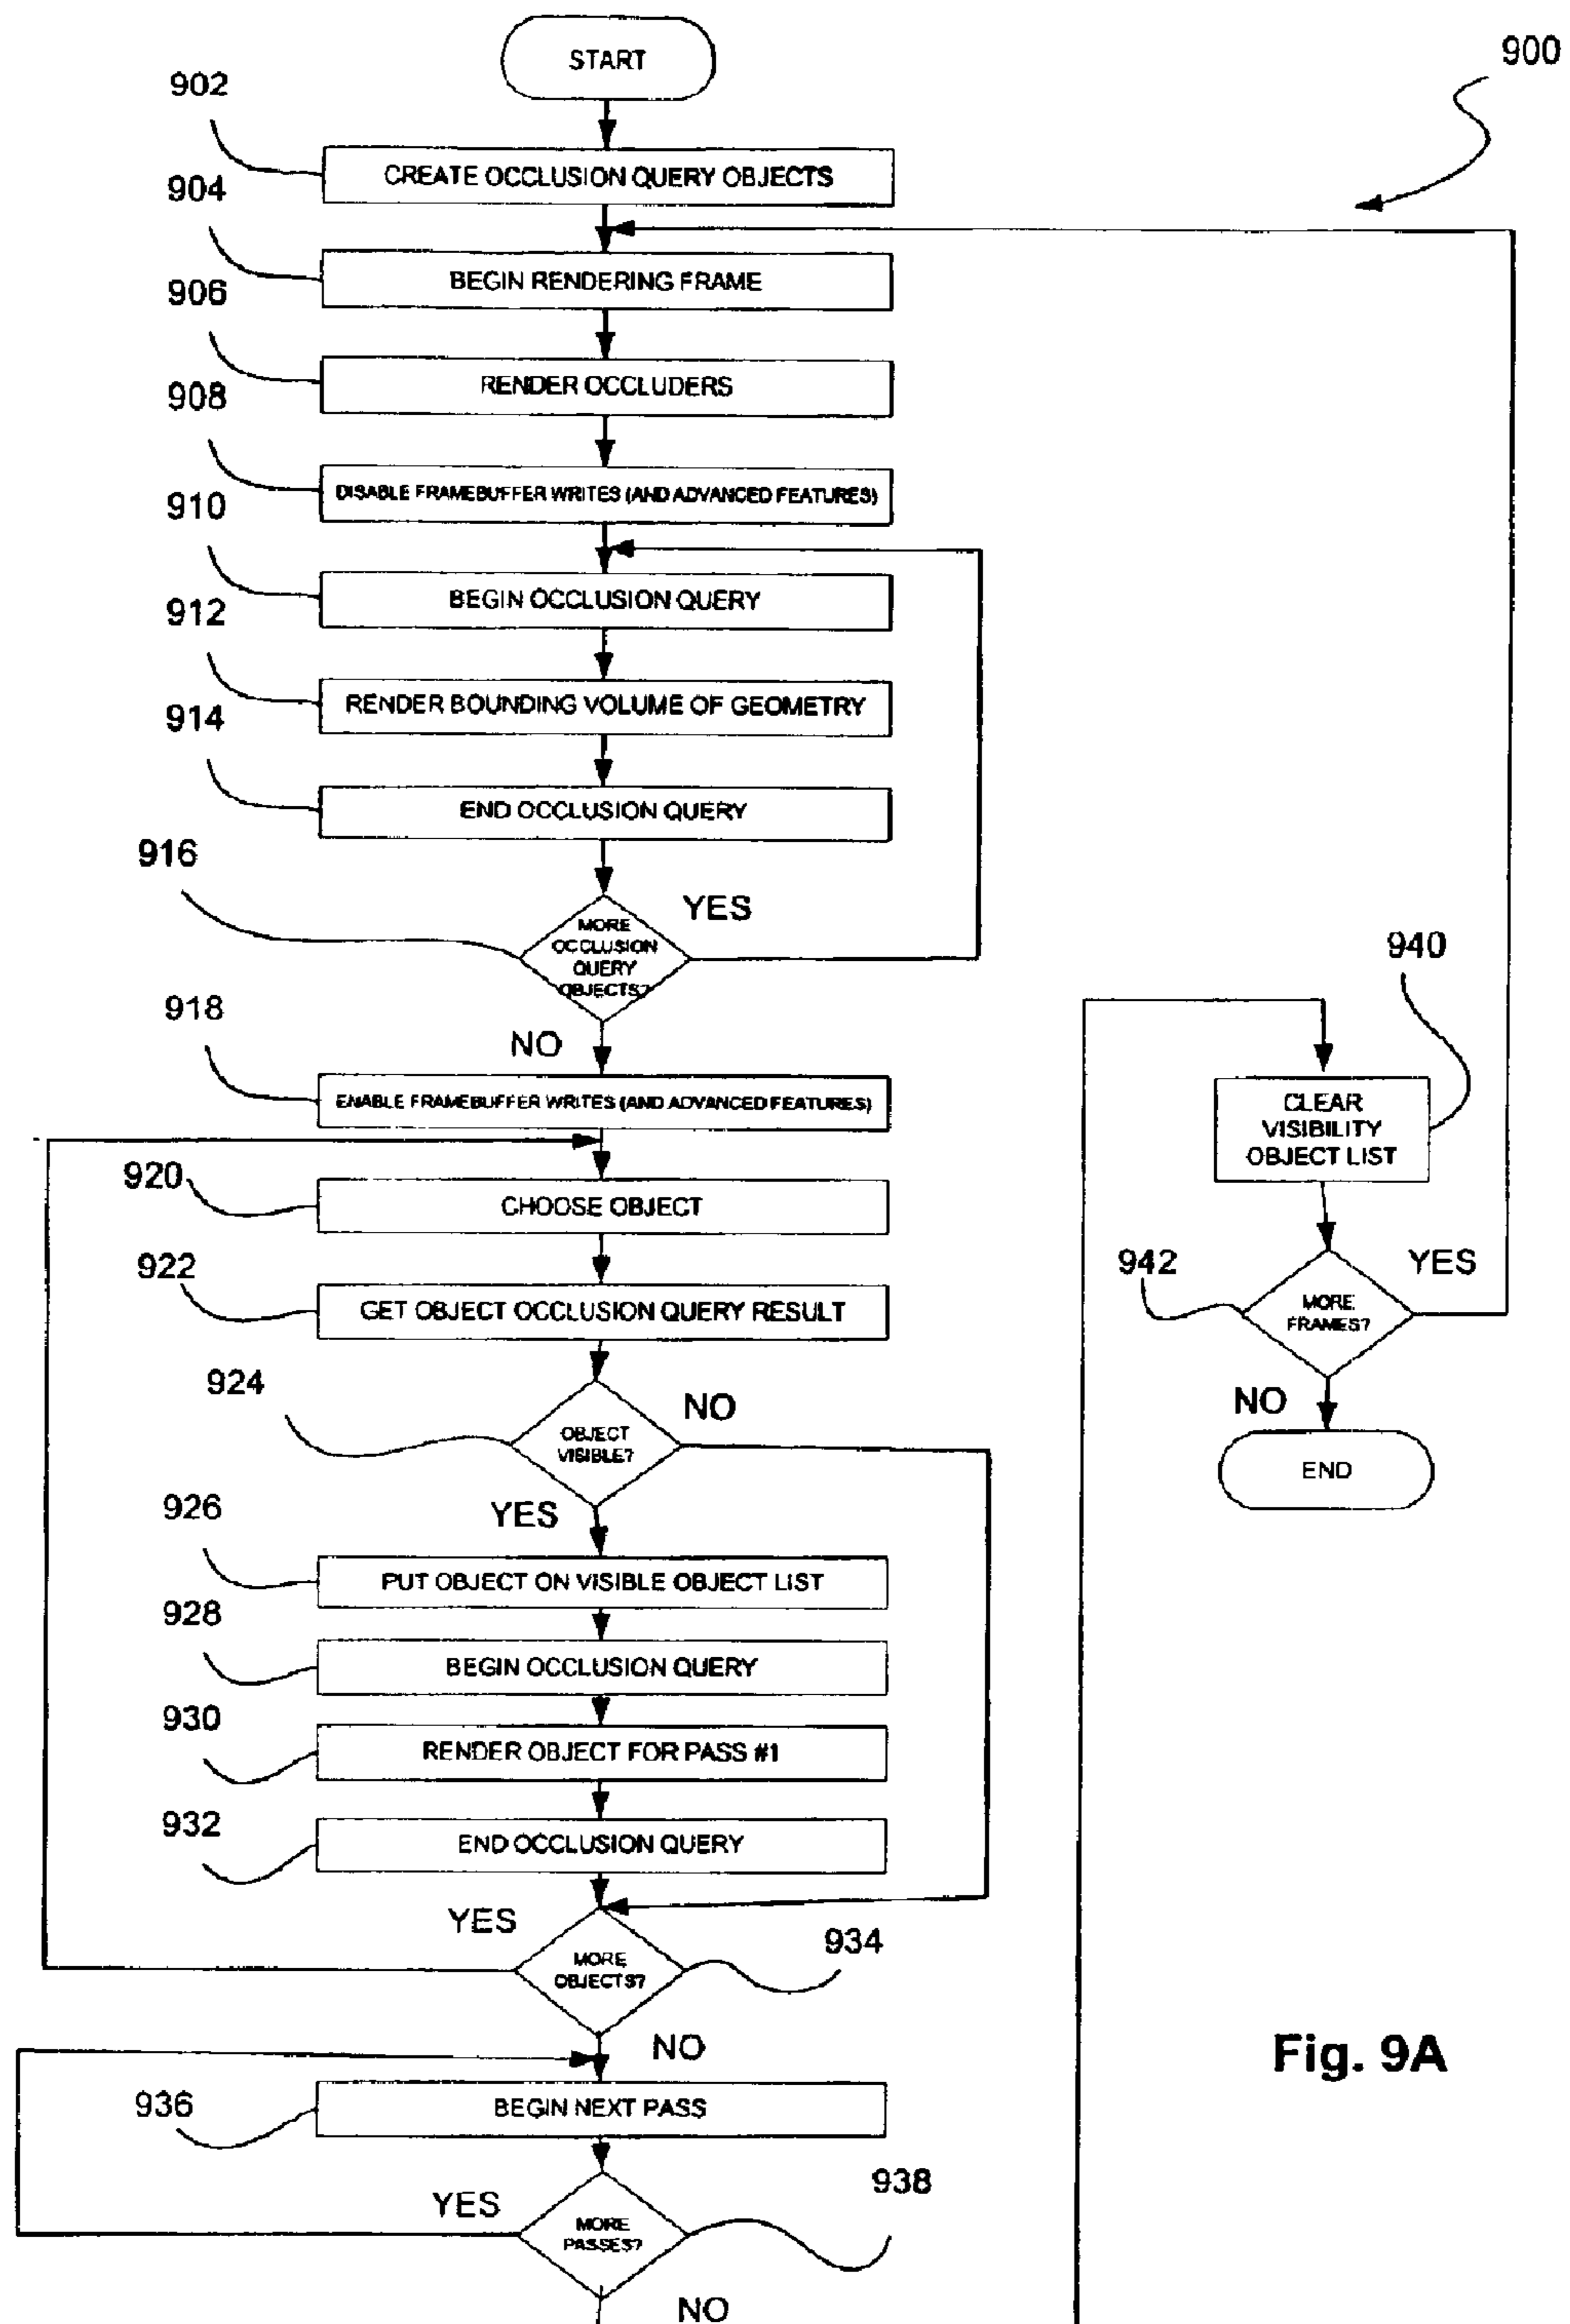 START
900
902
CREATE OCCLUSION QUERY OBJECTS
904
BEGIN RENDERING FRAME
906
RENDER OCCLUDERS
908
DISABLE FRAMEBUFFER WRITES (AND ADVANCED FEATURES)
910
BEGIN OCCLUSION QUERY
912
RENDER BOUNDING VOLUME OF GEOMETRY
914
END OCCLUSION QUERY
916
MORE
OCCLUSION
QUERY
OBJECTS?
YES
NO
918
ENABLE FRAMEBUFFER WRITES (AND ADVANCED FEATURES)
920
CHOOSE OBJECT
922
GET OBJECT OCCLUSION QUERY RESULT
924
OBJECT
VISIBLE?
NO
YES
926
PUT OBJECT ON VISIBLE OBJECT LIST
928
BEGIN OCCLUSION QUERY
930
RENDER OBJECT FOR PASS #1
932
END OCCLUSION QUERY
YES
MORE
OBJECTS?
934
NO
936
BEGIN NEXT PASS
938
YES
MORE
PASSES?
NO
940
CLEAR
VISIBILITY
OBJECT LIST
942
MORE
FRAMES?
YES
NO
END
Fig. 9A